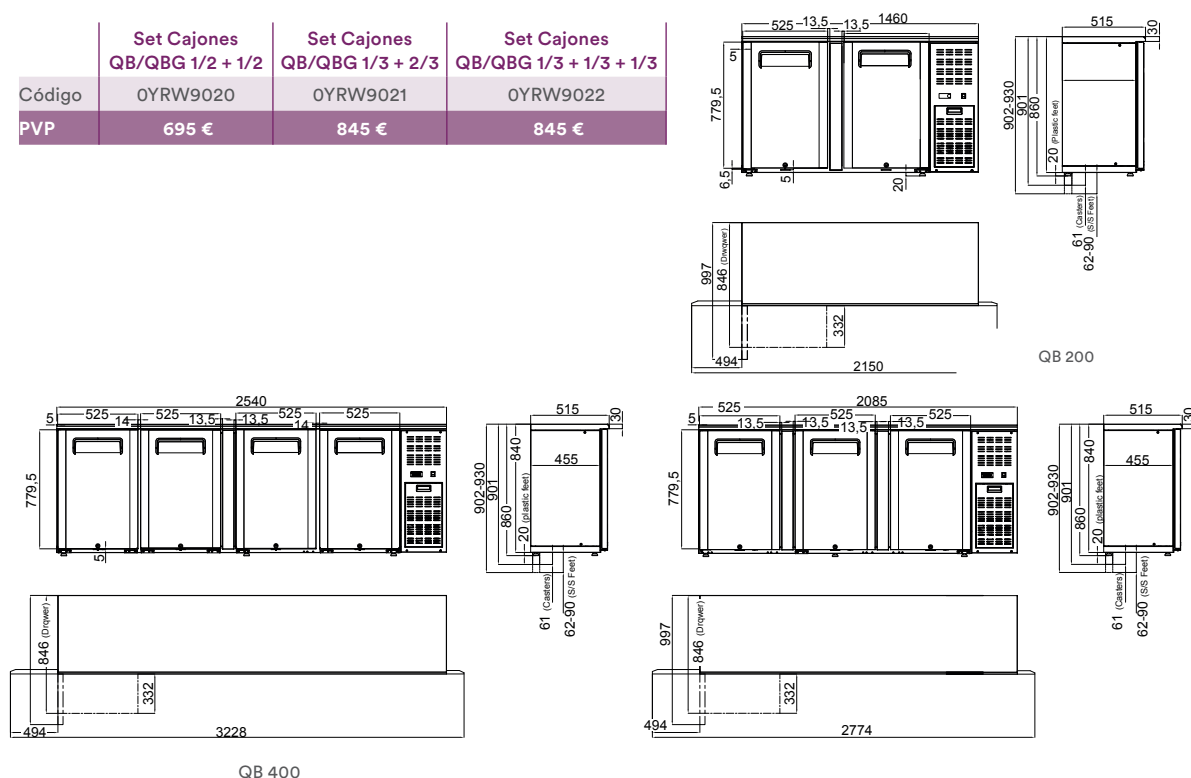 Set Cajones QB/QBG 1/2 + 1/2
Set Cajones QB/QBG 1/3 + 2/3
Set Cajones QB/QBG 1/3 + 1/3 + 1/3
Código 0YRW9020 0YRW9021 0YRW9022
PVP 695 € 845 € 845 €
1460
525 13,5 13,5
5
779,5
6,5
5
20
515
30
902-930
901
860
20 (Plastic feet)
61 (Casters)
62-90 (S/S Feet)
997
846 (Drwqwer)
332
494
2150
QB 200
2540
5 525 14 525 13,5 13,5 525 14 525
779,5
5
515
30
840
455
902-930
901
860
20 (plastic feet)
61 (Casters)
62-90 (S/S Feet)
846 (Drqwer)
332
494
3228
QB 400
2085
5 525 13,5 13,5 525 13,5 13,5 525
779,5
515
30
840
455
902-930
901
860
20 (plastic feet)
61 (Casters)
62-90 (S/S Feet)
997
846 (Drqwer)
332
494
2774